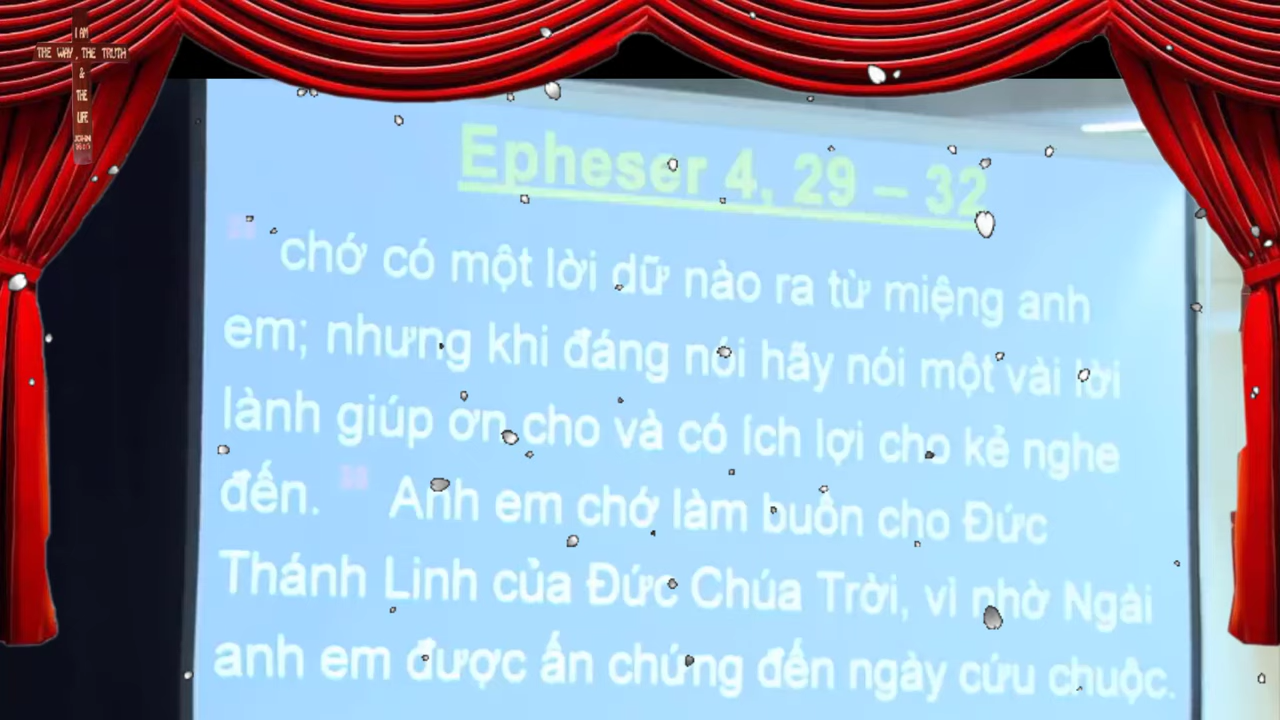 I AM
THE WAY, THE TRUTH
&
THE
LIFE
JOHN
Epheser 4, 29 – 32
chớ có một lời dữ nào ra từ miệng anh
em; nhưng khi đáng nói hãy nói một vài lời
lành giúp ơn cho và có ích lợi cho kẻ nghe
đến. Anh em chớ làm buồn cho Đức
Thánh Linh của Đức Chúa Trời, vì nhờ Ngài
anh em được ấn chứng đến ngày cứu chuộc.